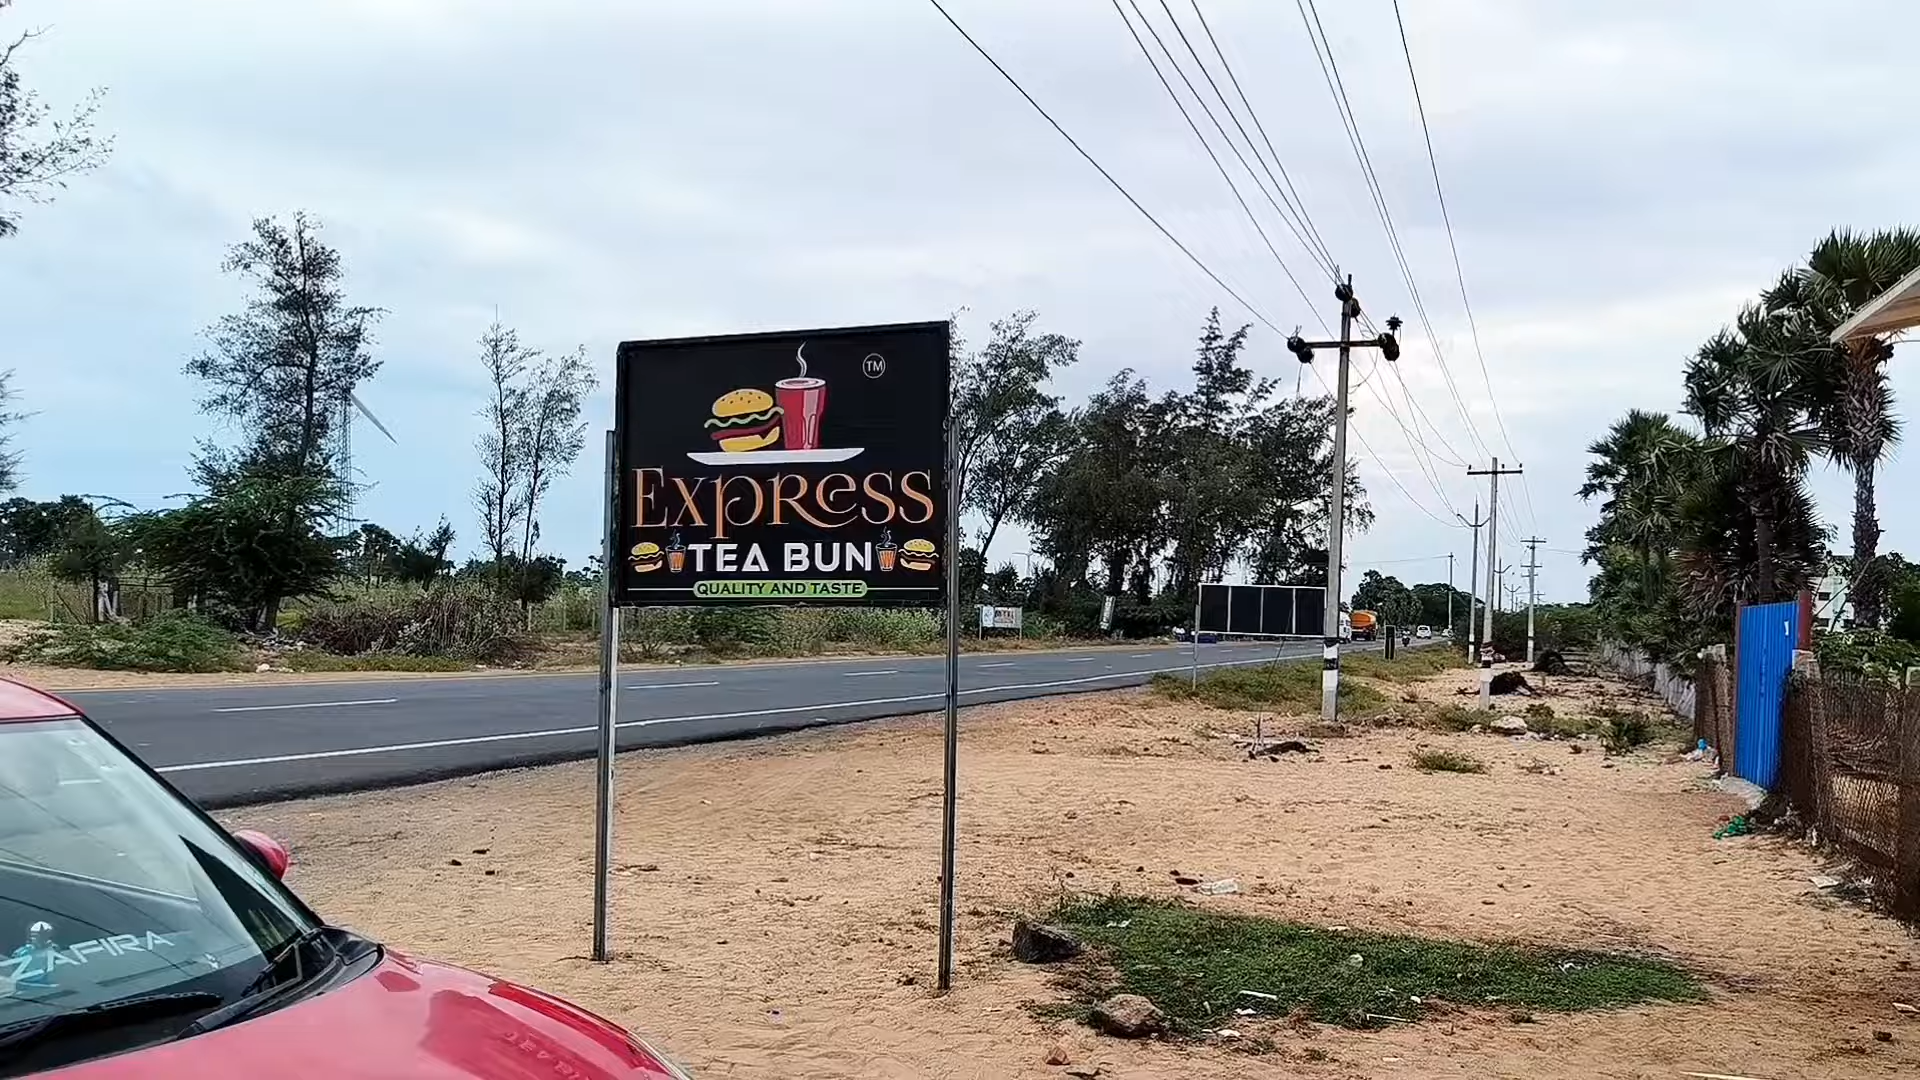 TM
Express
TEA BUN
QUALITY AND TASTE
ZAFIRA